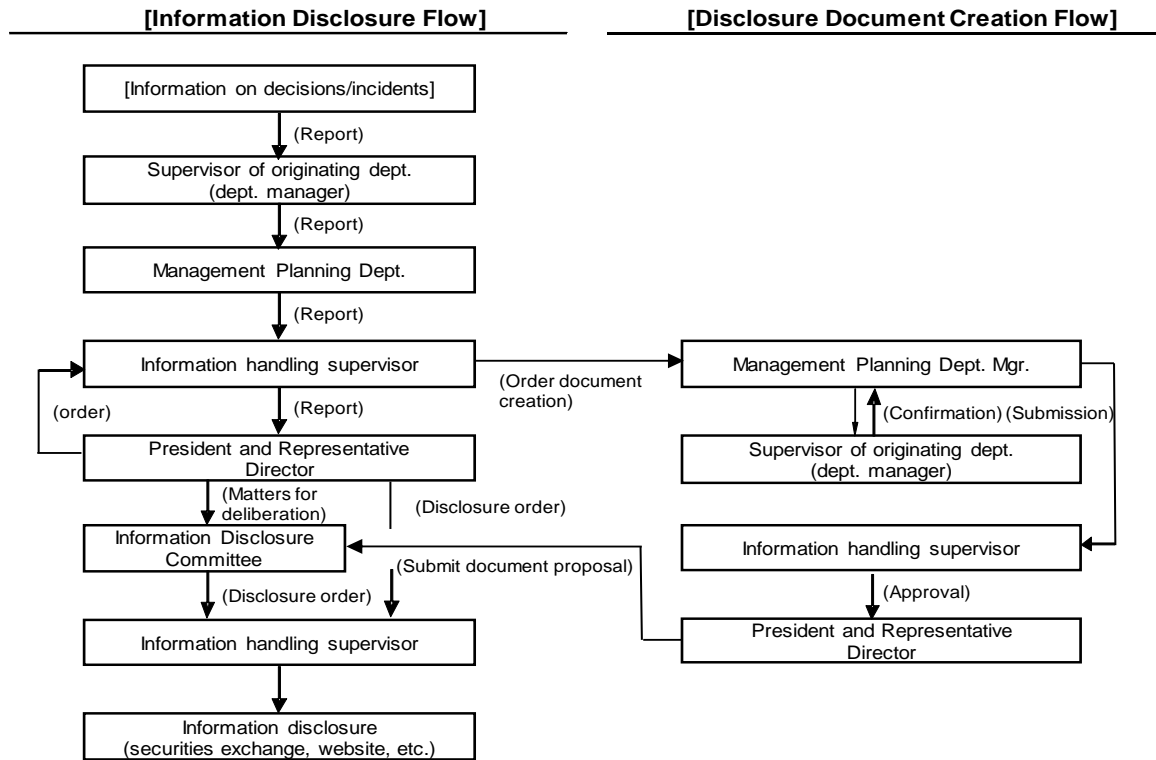 [Information Disclosure Flow]
[Information on decisions/incidents]
(Report)
Supervisor of originating dept.
(dept. manager)
(Report)
Management Planning Dept.
(Report)
Information handling supervisor
(order)
(Report)
President and Representative
Director
(Matters for
deliberation)
(Disclosure order)
Information Disclosure
Committee
(Submit document proposal)
(Disclosure order)
Information handling supervisor
Information disclosure
(securities exchange, website, etc.)
[Disclosure Document Creation Flow]
(Order document
creation)
Management Planning Dept. Mgr.
(Confirmation) (Submission)
Supervisor of originating dept.
(dept. manager)
Information handling supervisor
(Approval)
President and Representative
Director